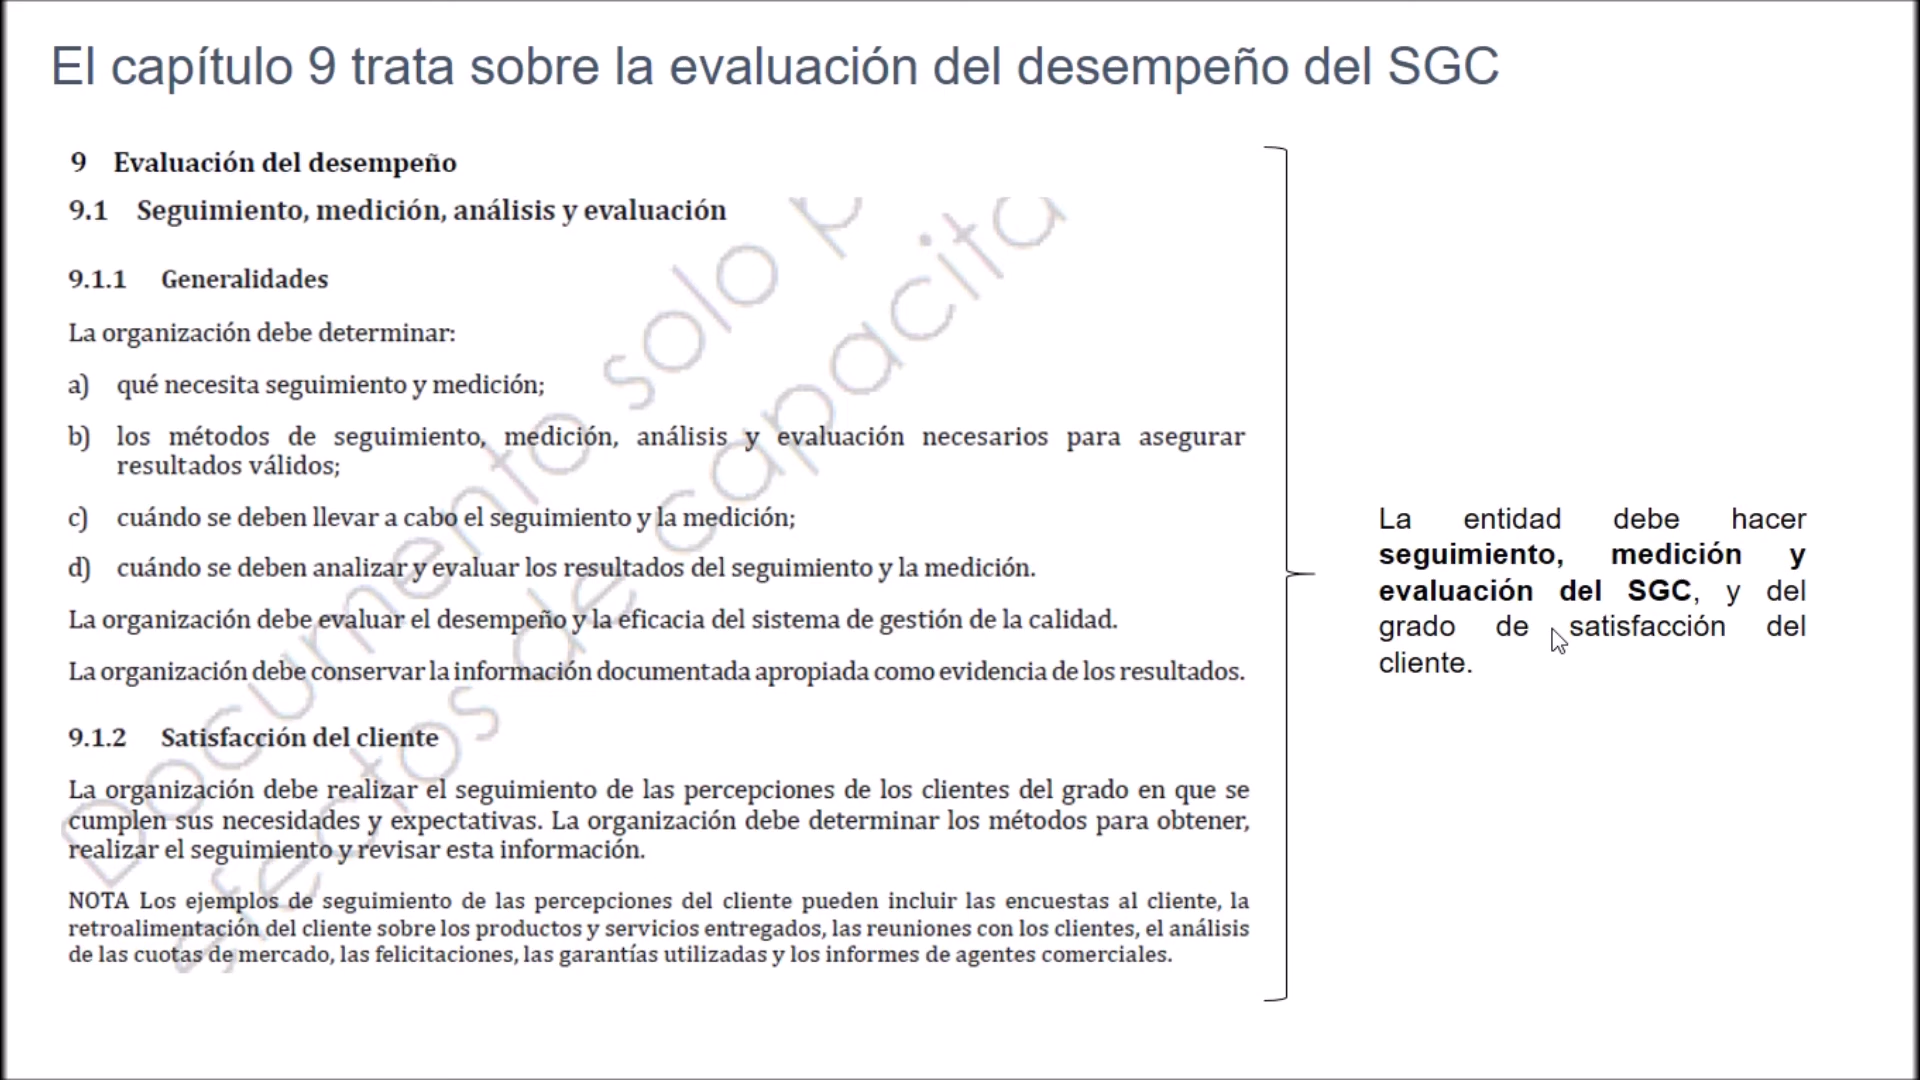 El capítulo 9 trata sobre la evaluación del desempeño del SGC
9 Evaluación del desempeño
9.1 Seguimiento, medición, análisis y evaluación
9.1.1 Generalidades
La organización debe determinar:
a) qué necesita seguimiento y medición;
b) los métodos de seguimiento, medición, análisis y evaluación necesarios para asegurar
resultados válidos;
c) cuándo se deben llevar a cabo el seguimiento y la medición;
d) cuándo se deben analizar y evaluar los resultados del seguimiento y la medición.
La organización debe evaluar el desempeño y la eficacia del sistema de gestión de la calidad.
La organización debe conservar la información documentada apropiada como evidencia de los resultados.
9.1.2 Satisfacción del cliente
La organización debe realizar el seguimiento de las percepciones de los clientes del grado en que se
cumplen sus necesidades y expectativas. La organización debe determinar los métodos para obtener,
realizar el seguimiento y revisar esta información.
NOTA Los ejemplos de seguimiento de las percepciones del cliente pueden incluir las encuestas al cliente, la
retroalimentación del cliente sobre los productos y servicios entregados, las reuniones con los clientes, el análisis
de las cuotas de mercado, las felicitaciones, las garantías utilizadas y los informes de agentes comerciales.
La entidad debe hacer
seguimiento, medición y
evaluación del SGC, y del
grado de satisfacción del
cliente.
Documento solo p
efectos de capacita